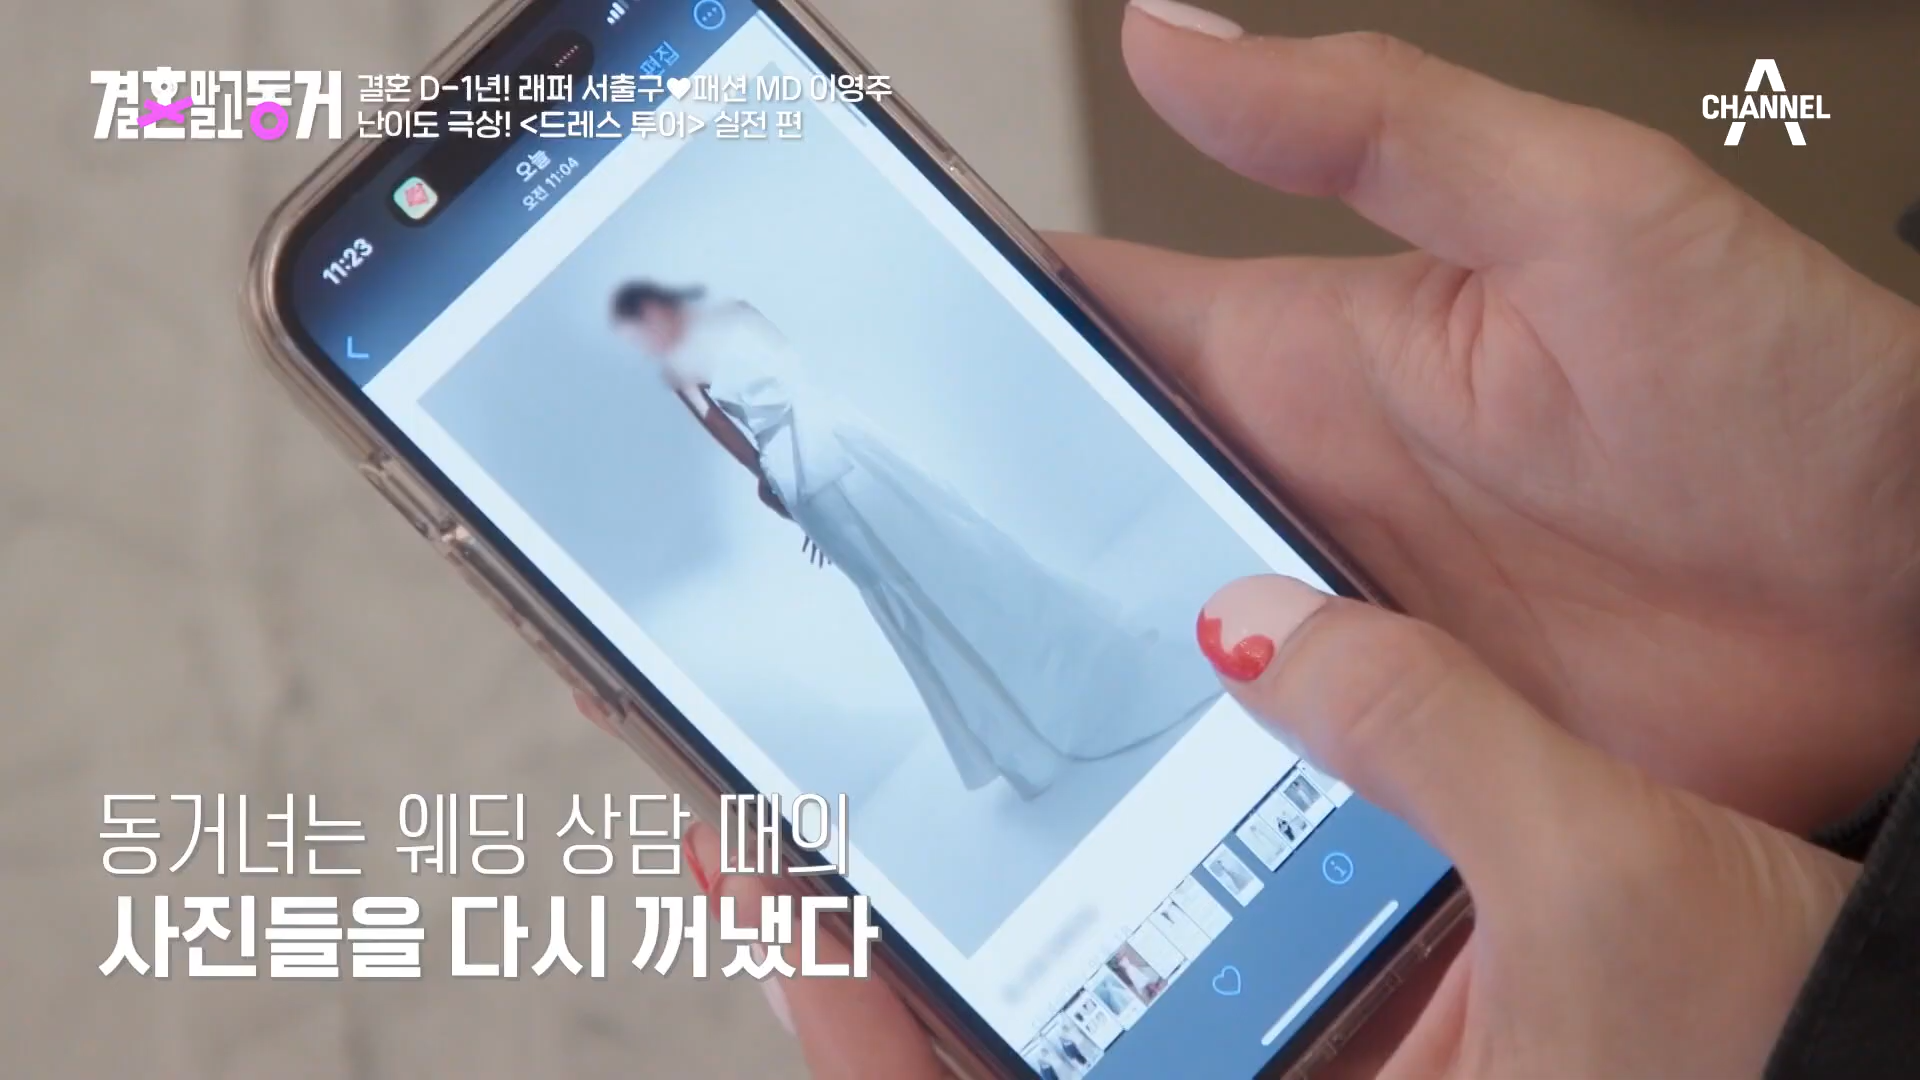 결혼말고동거
결혼 D-1년! 래퍼 서출구♥패션 MD 이영주
난이도 극상! <드레스 투어> 실전 편
CHANNEL A
편집
오늘
오전 11:04
11:23
동거녀는 웨딩 상담 때의
사진들을 다시 꺼냈다